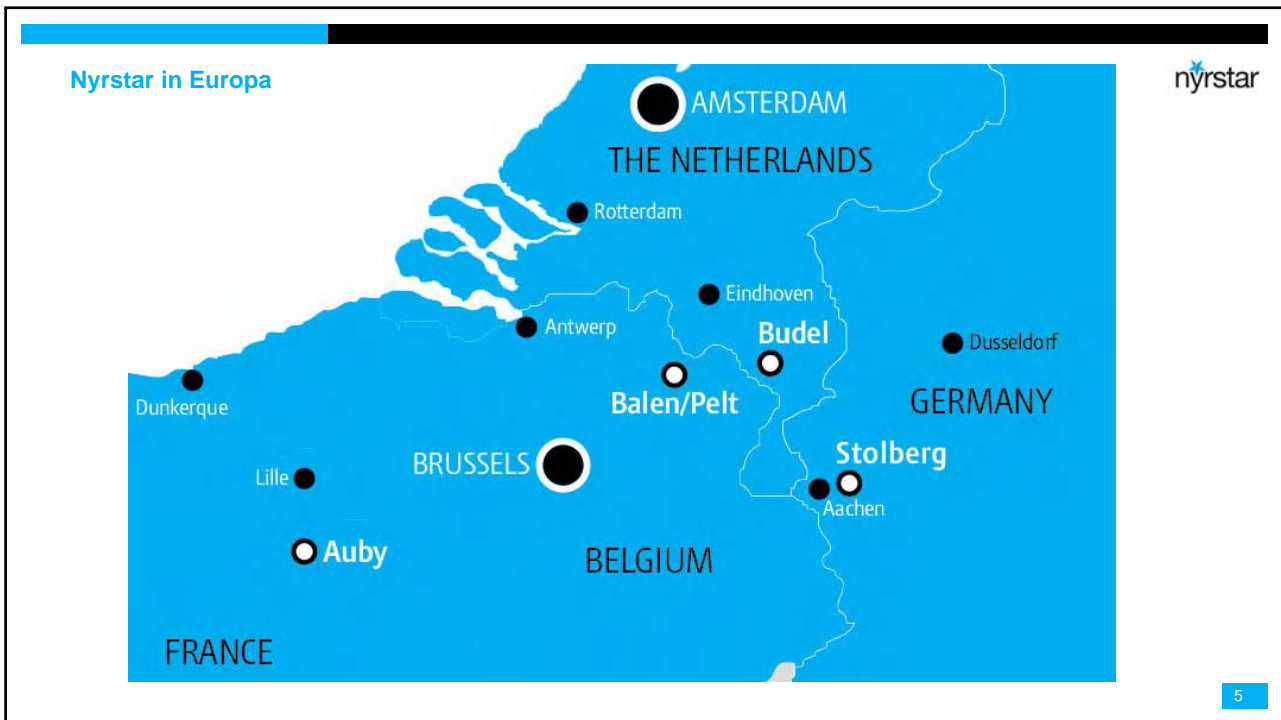 Nyrstar in Europa
nyrstar
AMSTERDAM
THE NETHERLANDS
Rotterdam
Eindhoven
Antwerp
Budel
Dusseldorf
Dunkerque
Balen/Pelt
GERMANY
BRUSSELS
Stolberg
Lille
Aachen
Auby
BELGIUM
FRANCE
5